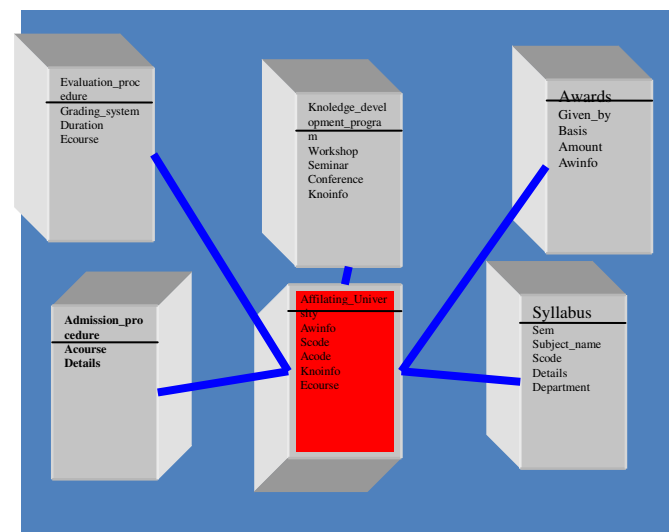 Evaluation_proc
edure
Grading_system
Duration
Ecourse
Knoledge_devel
opment_progra
m
Workshop
Seminar
Conference
Knoinfo
Awards
Given_by
Basis
Amount
Awinfo
Admission_pro
cedure
Acourse
Details
Affilating_Univer
sity
Awinfo
Scode
Acode
Knoinfo
Ecourse
Syllabus
Sem
Subject_name
Scode
Details
Department